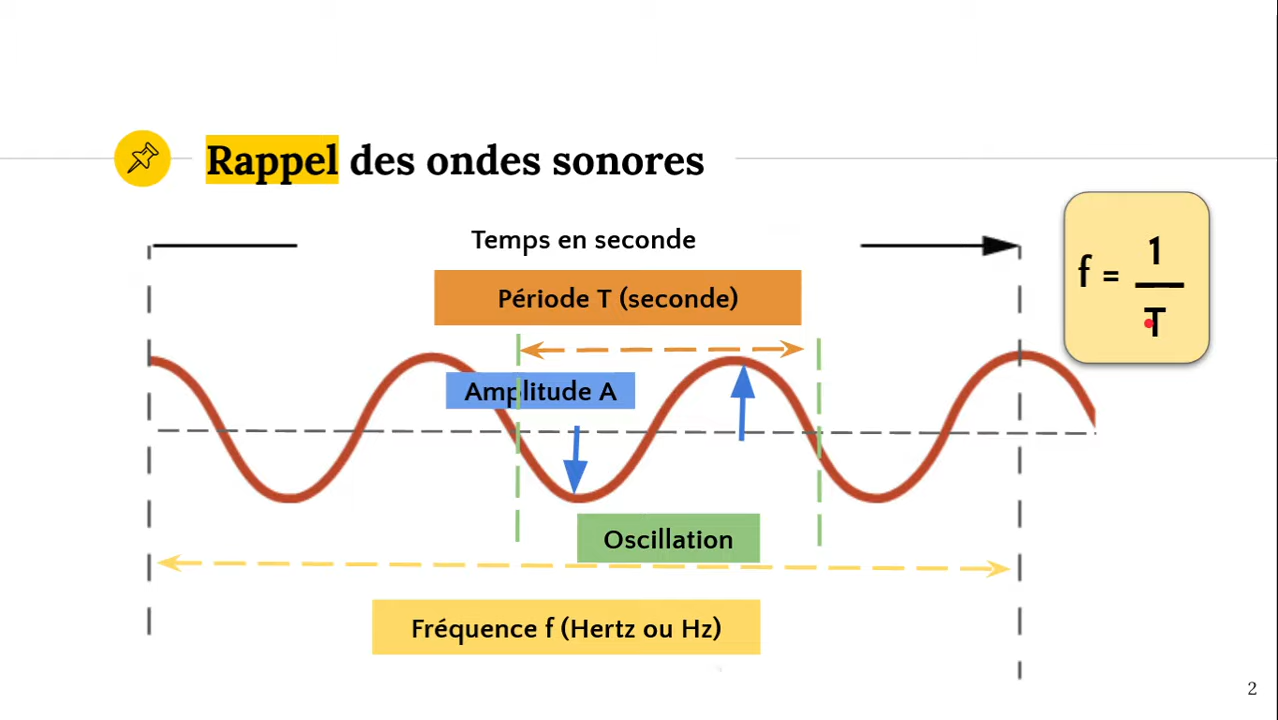 Rappel des ondes sonores
Temps en seconde
Période T (seconde)
f = 1
T
Amplitude A
Oscillation
Fréquence f (Hertz ou Hz)
2